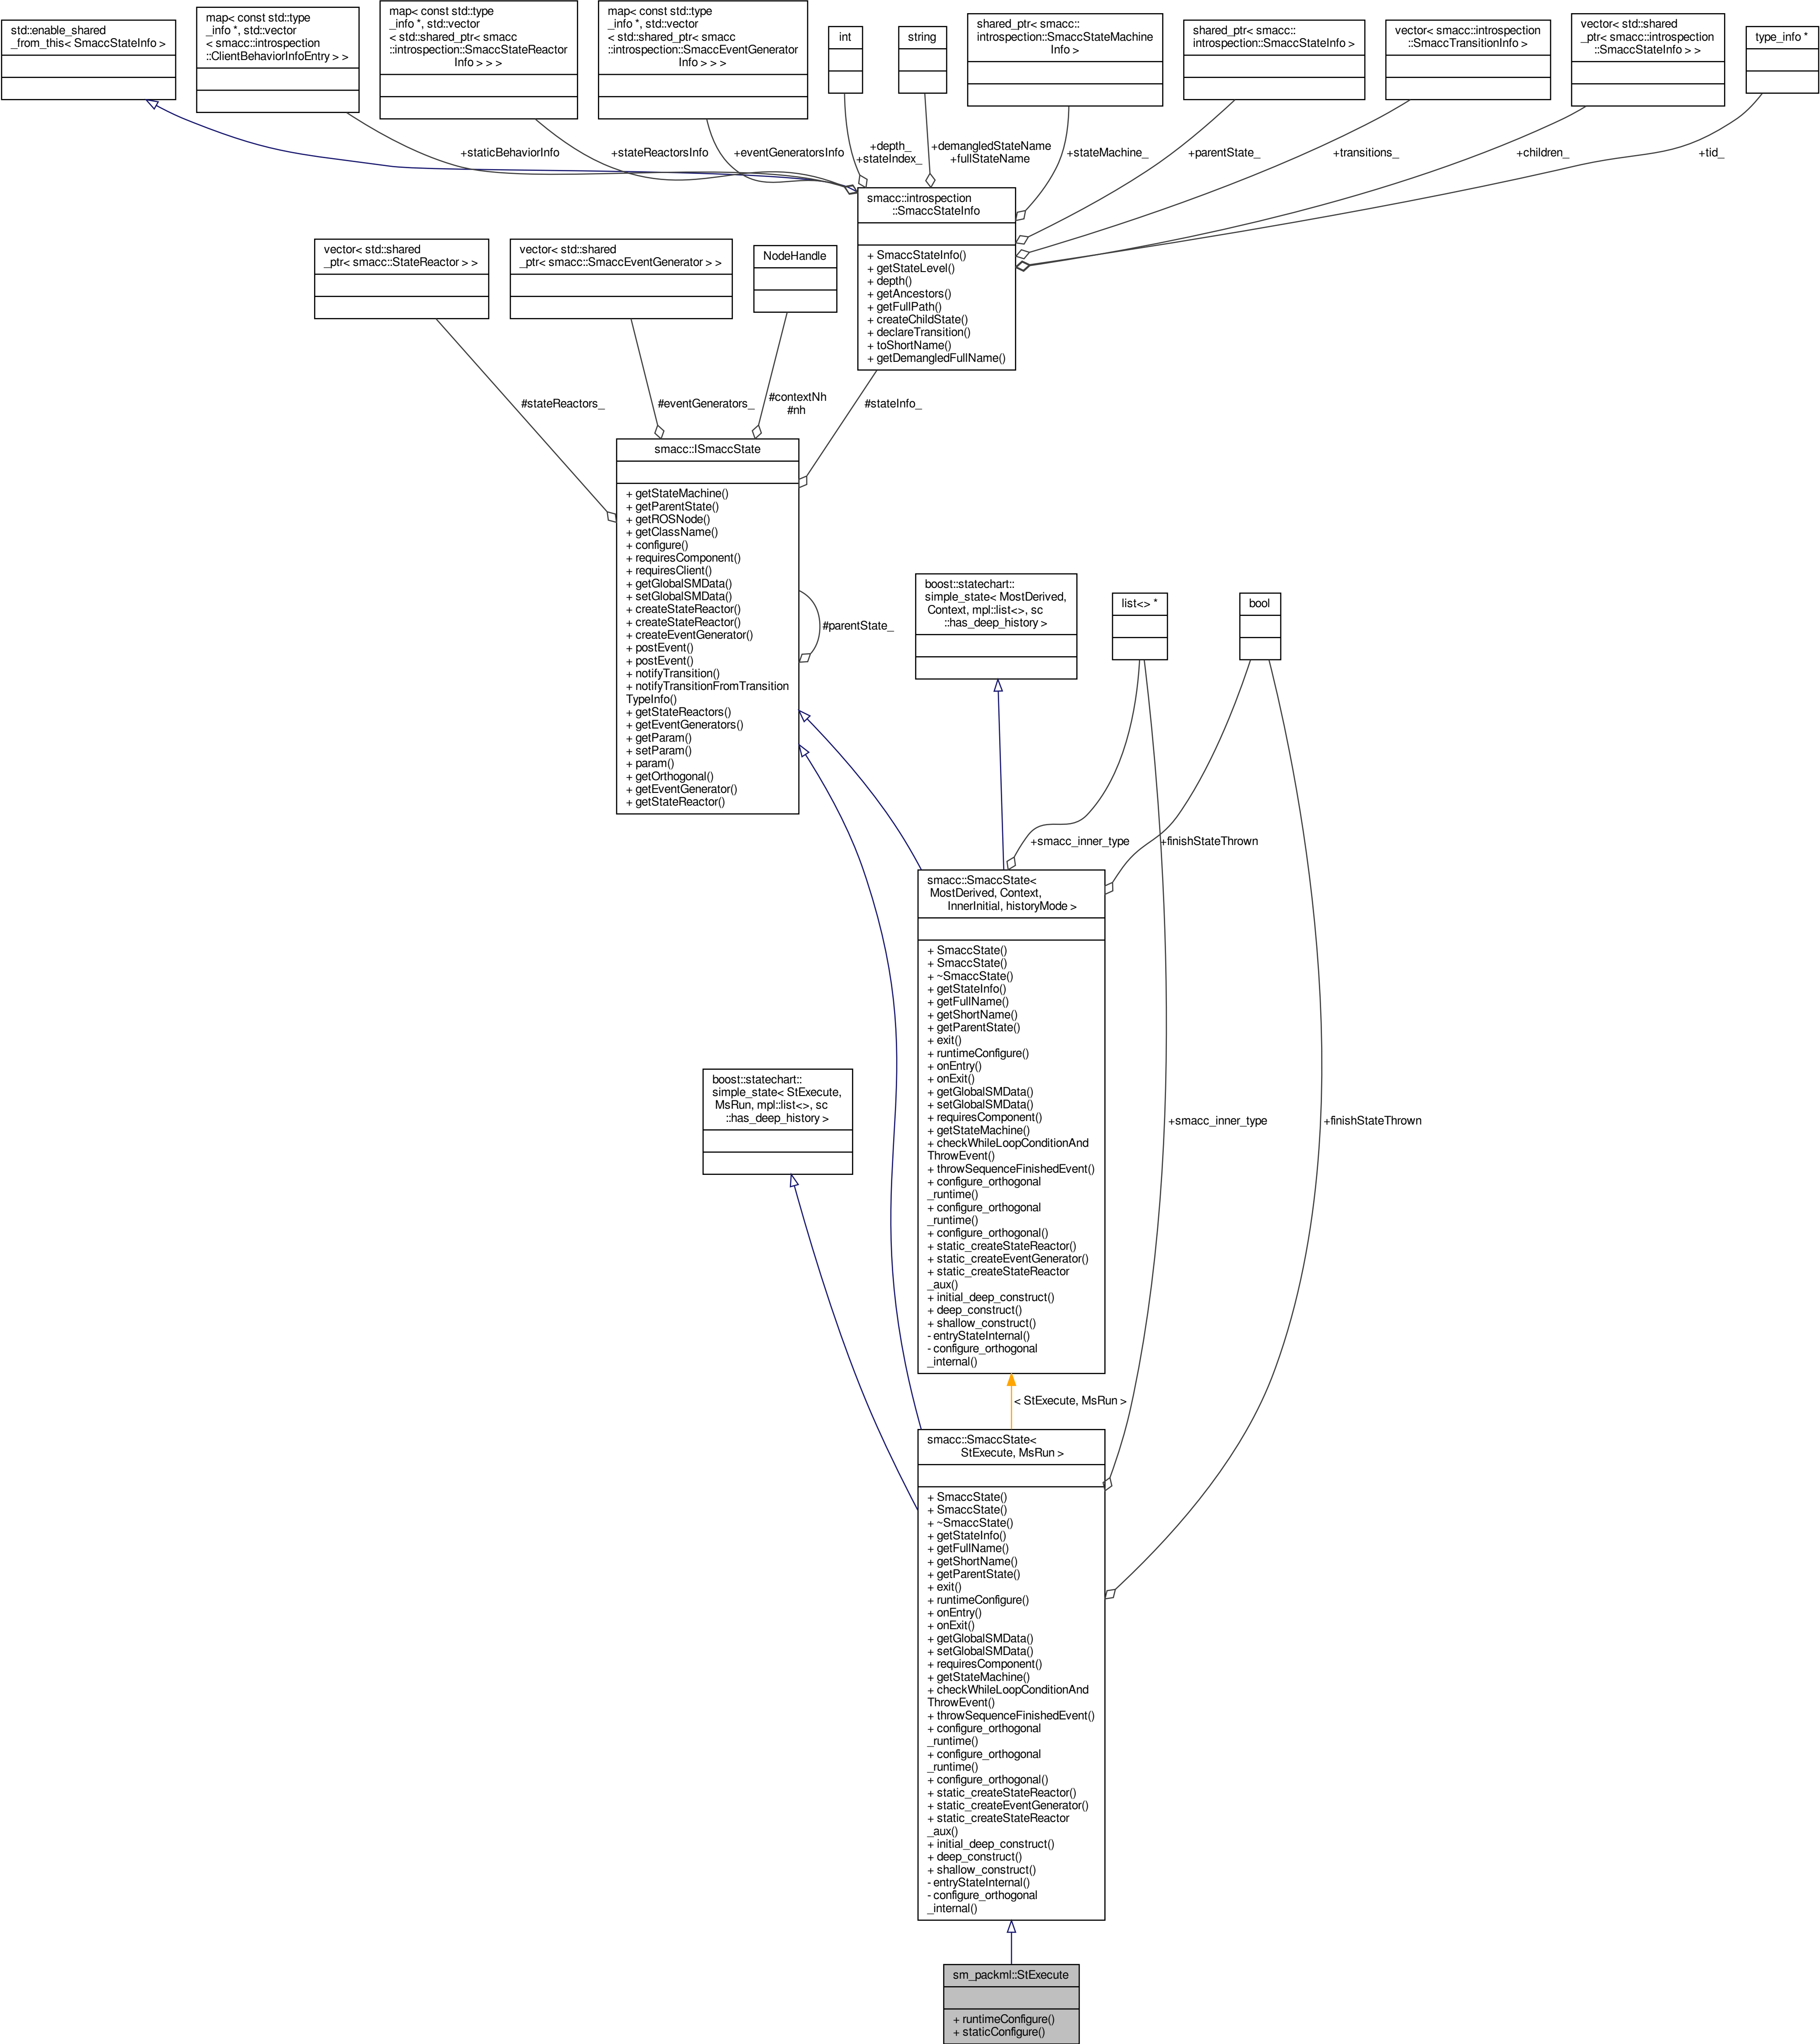 std::enable_shared
_from_this< SmaccStateInfo >
map< const std::type
_info *, std::vector
< smacc::introspection
::ClientBehaviorInfoEntry > >
map< const std::type
_info *, std::vector
< std::shared_ptr< smacc
::introspection::SmaccStateReactor
Info > > >
map< const std::type
_info *, std::vector
< std::shared_ptr< smacc
::introspection::SmaccEventGenerator
Info > > >
int
string
shared_ptr< smacc::
introspection::SmaccStateMachine
Info >
shared_ptr< smacc::
introspection::SmaccStateInfo >
vector< smacc::introspection
::SmaccTransitionInfo >
vector< std::shared
_ptr< smacc::introspection
::SmaccStateInfo > >
type_info *
+staticBehaviorInfo
+stateReactorsInfo
+eventGeneratorsInfo
+depth_
+stateIndex_
+demangledStateName
+fullStateName
+stateMachine_
+parentState_
+transitions_
+children_
+tid_
smacc::introspection
::SmaccStateInfo
+ SmaccStateInfo()
+ getStateLevel()
+ depth()
+ getAncestors()
+ getFullPath()
+ createChildState()
+ declareTransition()
+ toShortName()
+ getDemangledFullName()
vector< std::shared
_ptr< smacc::StateReactor > >
vector< std::shared
_ptr< smacc::SmaccEventGenerator > >
NodeHandle
#stateReactors_
#eventGenerators_
#contextNh
#nh
#stateInfo_
smacc::ISmaccState
+ getStateMachine()
+ getParentState()
+ getROSNode()
+ getClassName()
+ configure()
+ requiresComponent()
+ requiresClient()
+ getGlobalSMData()
+ setGlobalSMData()
+ createStateReactor()
+ createStateReactor()
+ createEventGenerator()
+ postEvent()
+ postEvent()
+ notifyTransition()
+ notifyTransitionFromTransition
TypeInfo()
+ getStateReactors()
+ getEventGenerators()
+ getParam()
+ setParam()
+ param()
+ getOrthogonal()
+ getEventGenerator()
+ getStateReactor()
#parentState_
boost::statechart::
simple_state< MostDerived,
Context, mpl::list<>, sc
::has_deep_history >
list<> *
bool
+smacc_inner_type
+finishStateThrown
smacc::SmaccState<
MostDerived, Context,
InnerInitial, historyMode >
+ SmaccState()
+ SmaccState()
+ ~SmaccState()
+ getStateInfo()
+ getFullName()
+ getShortName()
+ getParentState()
+ exit()
+ runtimeConfigure()
+ onEntry()
+ onExit()
+ getGlobalSMData()
+ setGlobalSMData()
+ requiresComponent()
+ getStateMachine()
+ checkWhileLoopConditionAnd
ThrowEvent()
+ throwSequenceFinishedEvent()
+ configure_orthogonal
_runtime()
+ configure_orthogonal
_runtime()
+ configure_orthogonal()
+ static_createStateReactor()
+ static_createEventGenerator()
+ static_createStateReactor
_aux()
+ initial_deep_construct()
+ deep_construct()
+ shallow_construct()
- entryStateInternal()
- configure_orthogonal
_internal()
boost::statechart::
simple_state< StExecute,
MsRun, mpl::list<>, sc
::has_deep_history >
+smacc_inner_type
+finishStateThrown
< StExecute, MsRun >
smacc::SmaccState<
StExecute, MsRun >
+ SmaccState()
+ SmaccState()
+ ~SmaccState()
+ getStateInfo()
+ getFullName()
+ getShortName()
+ getParentState()
+ exit()
+ runtimeConfigure()
+ onEntry()
+ onExit()
+ getGlobalSMData()
+ setGlobalSMData()
+ requiresComponent()
+ getStateMachine()
+ checkWhileLoopConditionAnd
ThrowEvent()
+ throwSequenceFinishedEvent()
+ configure_orthogonal
_runtime()
+ configure_orthogonal
_runtime()
+ configure_orthogonal()
+ static_createStateReactor()
+ static_createEventGenerator()
+ static_createStateReactor
_aux()
+ initial_deep_construct()
+ deep_construct()
+ shallow_construct()
- entryStateInternal()
- configure_orthogonal
_internal()
sm_packml::StExecute
+ runtimeConfigure()
+ staticConfigure()